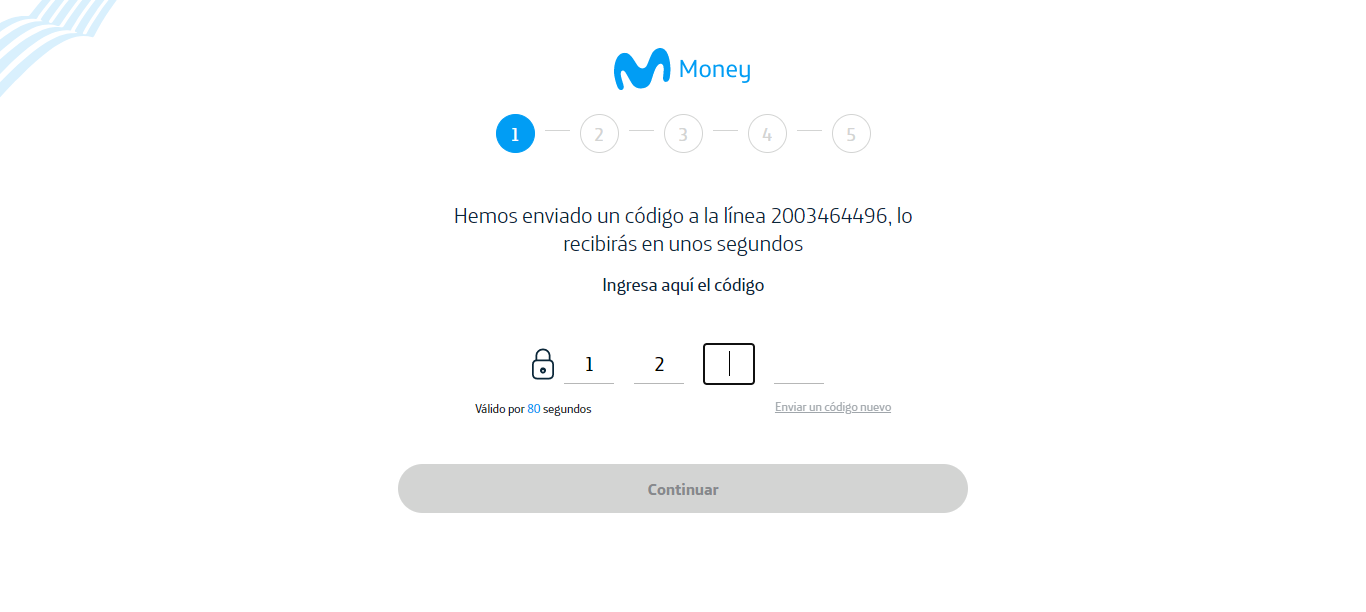 Money
1 2 3 4 5
Hemos enviado un código a la línea 2003464496, lo
recibirás en unos segundos
Ingresa aquí el código
1 2
Válido por 80 segundos
Enviar un código nuevo
Continuar